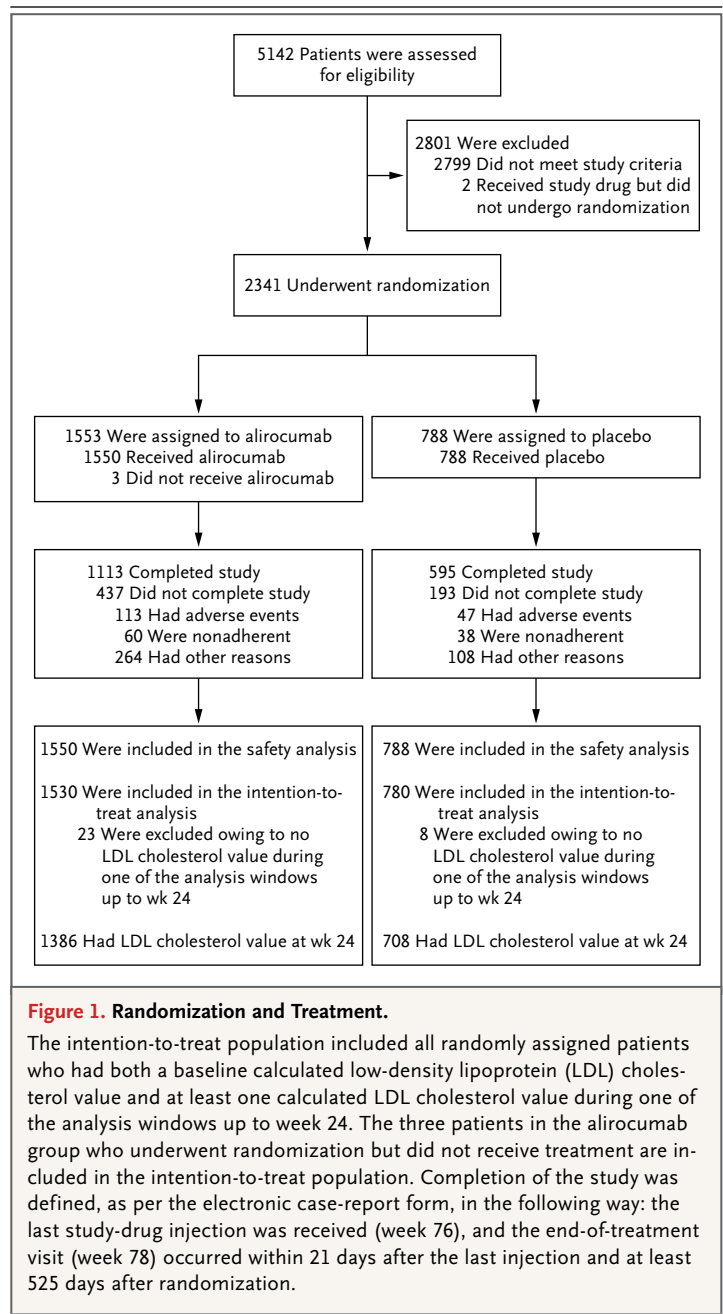 5142 Patients were assessed
for eligibility
2801 Were excluded
2799 Did not meet study criteria
2 Received study drug but did
not undergo randomization
2341 Underwent randomization
1553 Were assigned to alirocumab
1550 Received alirocumab
3 Did not receive alirocumab
788 Were assigned to placebo
788 Received placebo
1113 Completed study
437 Did not complete study
113 Had adverse events
60 Were nonadherent
264 Had other reasons
595 Completed study
193 Did not complete study
47 Had adverse events
38 Were nonadherent
108 Had other reasons
1550 Were included in the safety analysis
1530 Were included in the intention-to-
treat analysis
23 Were excluded owing to no
LDL cholesterol value during
one of the analysis windows
up to wk 24
1386 Had LDL cholesterol value at wk 24
788 Were included in the safety analysis
780 Were included in the intention-to-
treat analysis
8 Were excluded owing to no
LDL cholesterol value during
one of the analysis windows
up to wk 24
708 Had LDL cholesterol value at wk 24
Figure 1. Randomization and Treatment.
The intention-to-treat population included all randomly assigned patients
who had both a baseline calculated low-density lipoprotein (LDL) choles-
terol value and at least one calculated LDL cholesterol value during one of
the analysis windows up to week 24. The three patients in the alirocumab
group who underwent randomization but did not receive treatment are in-
cluded in the intention-to-treat population. Completion of the study was
defined, as per the electronic case-report form, in the following way: the
last study-drug injection was received (week 76), and the end-of-treatment
visit (week 78) occurred within 21 days after the last injection and at least
525 days after randomization.